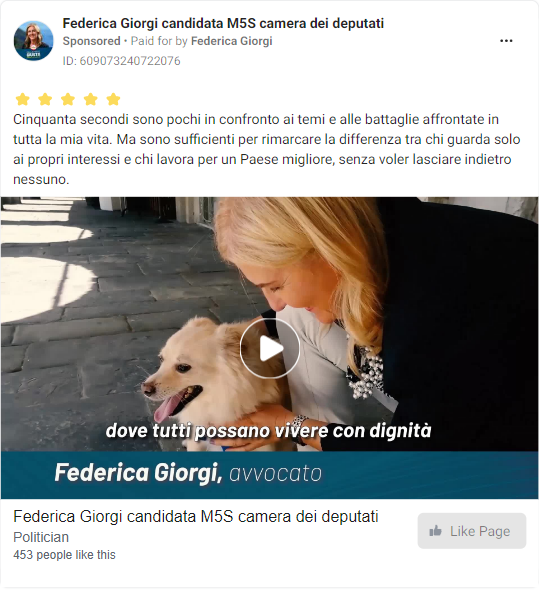 Federica Giorgi candidata M5S camera dei deputati
Sponsored • Paid for by Federica Giorgi
ID: 609073240722076
Cinquanta secondi sono pochi in confronto ai temi e alle battaglie affrontate in
tutta la mia vita. Ma sono sufficienti per rimarcare la differenza tra chi guarda solo
ai propri interessi e chi lavora per un Paese migliore, senza voler lasciare indietro
nessuno.
dove tutti possano vivere con dignità
Federica Giorgi, avvocato
Federica Giorgi candidata M5S camera dei deputati
Politician
453 people like this
Like Page